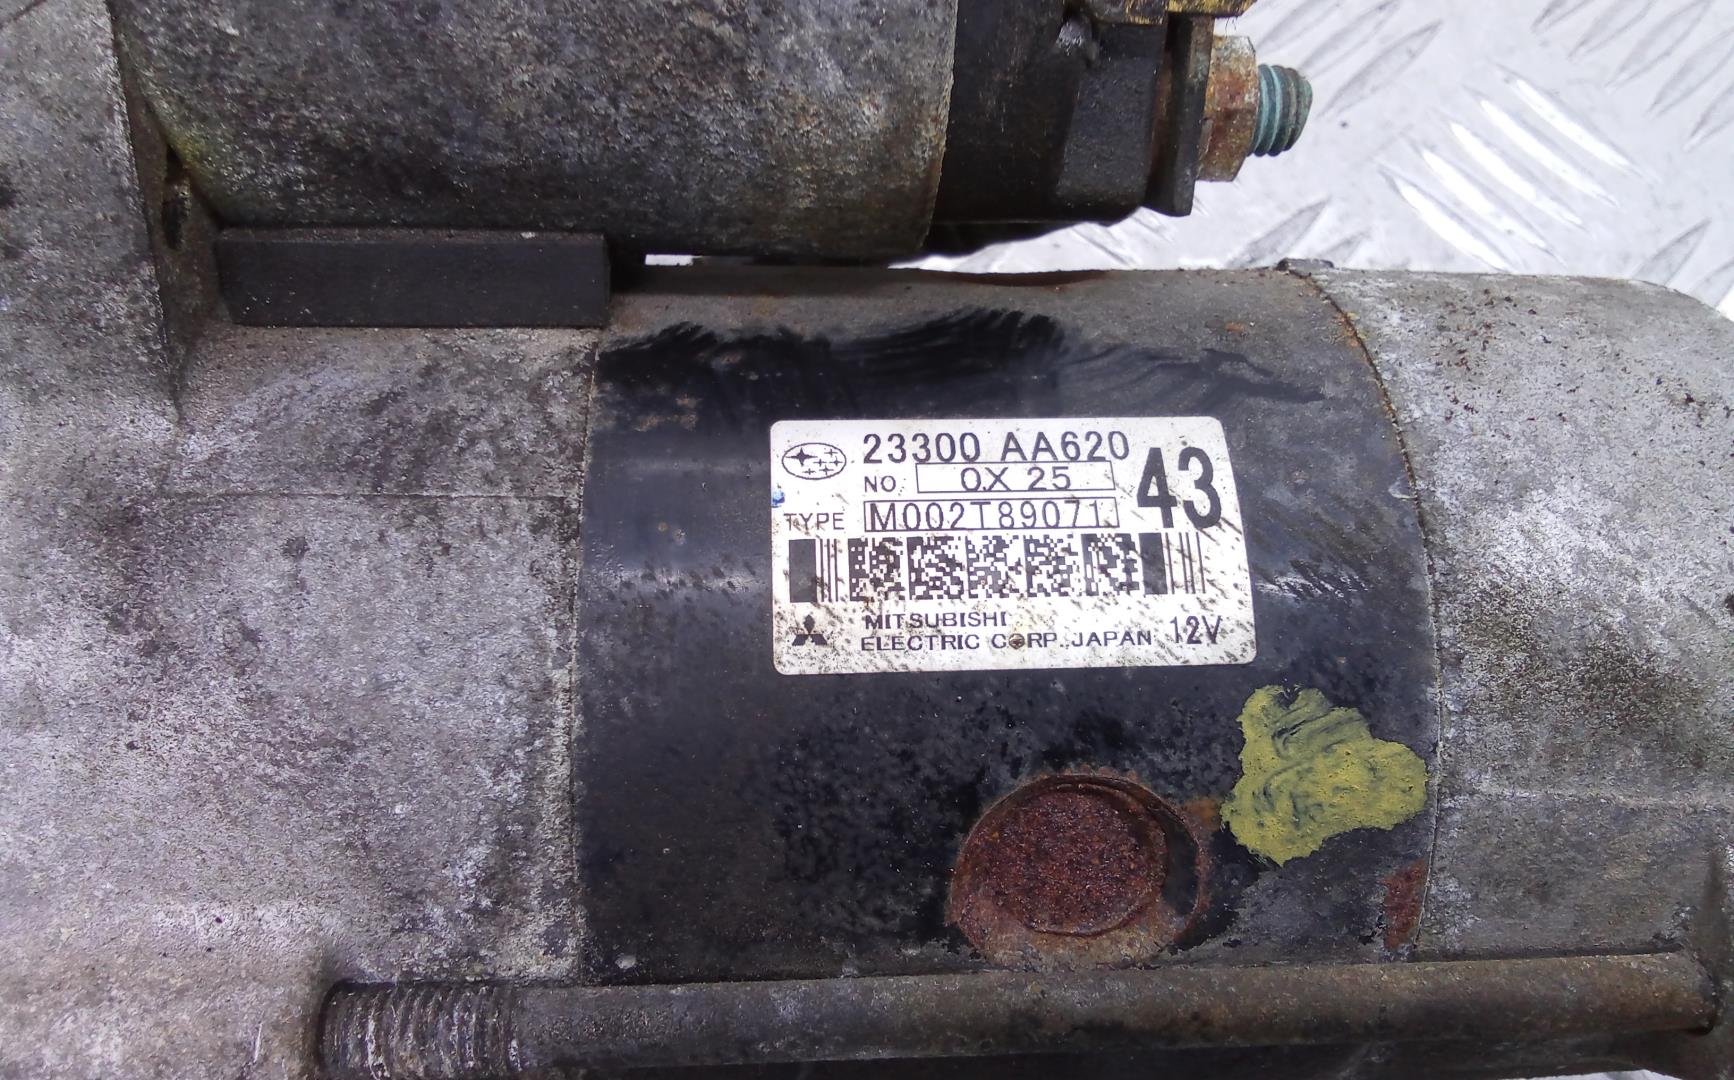 23300 AA620
NO. 0X 25
43
TYPE M002T89071
MITSUBISHI
ELECTRIC CORP. JAPAN 12V